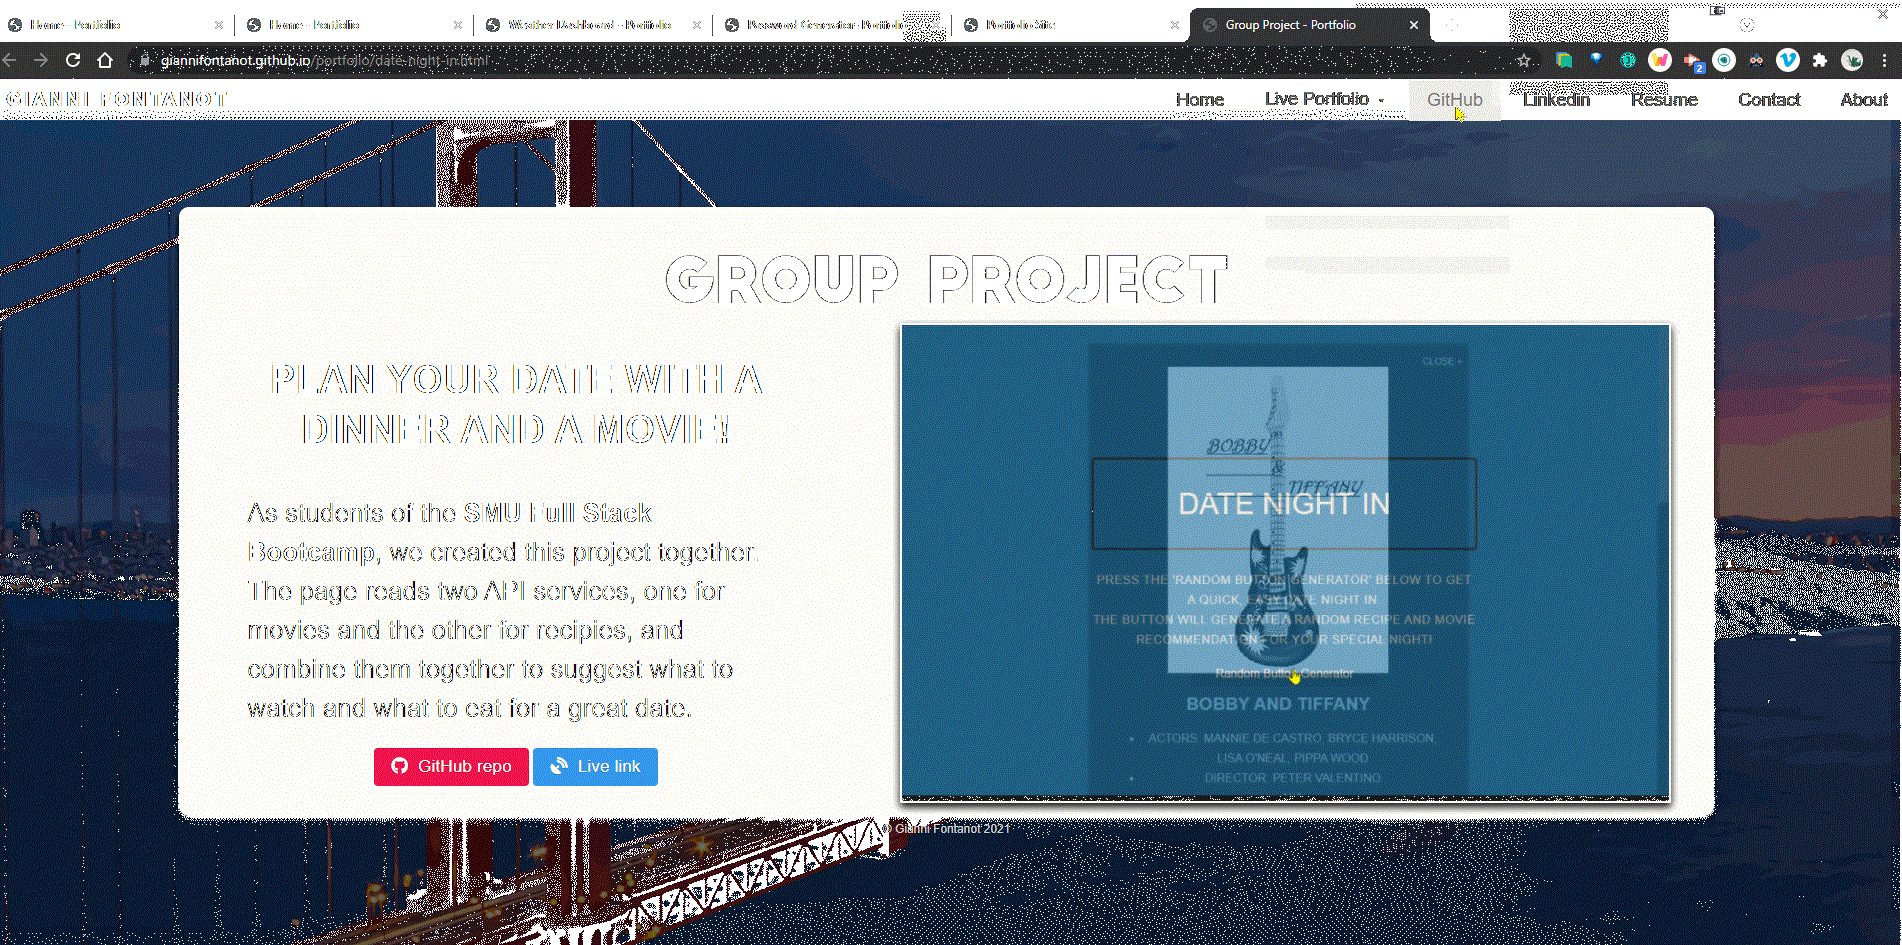 Home - Portfolio
Home - Portfolio
Weather Dashboard - Portfolio
Password Generator - Portfolio
Portfolio Site
Group Project - Portfolio
giannifontanot.github.io/portfolio/date-night-in.html
2
GIANNI FONTANOT
Home
Live Portfolio
GitHub
Linkedin
Resume
Contact
About
GROUP PROJECT
PLAN YOUR DATE WITH A
DINNER AND A MOVIE!
As students of the SMU Full Stack
Bootcamp, we created this project together.
The page reads two API services, one for
movies and the other for recipies, and
combine them together to suggest what to
watch and what to eat for a great date.
GitHub repo
Live link
CLOSE ×
BOBBY
TIFFANY
DATE NIGHT IN
PRESS THE 'RANDOM BUTTON GENERATOR' BELOW TO GET
A QUICK, EASY DATE NIGHT IN.
THE BUTTON WILL GENERATE A RANDOM RECIPE AND MOVIE
RECOMMENDATION FOR YOUR SPECIAL NIGHT!
Random Button Generator
BOBBY AND TIFFANY
• ACTORS: MANNIE DE CASTRO, BRYCE HARRISON,
LISA O'NEAL, PIPPA WOOD
• DIRECTOR: PETER VALENTINO
© Gianni Fontanot 2021